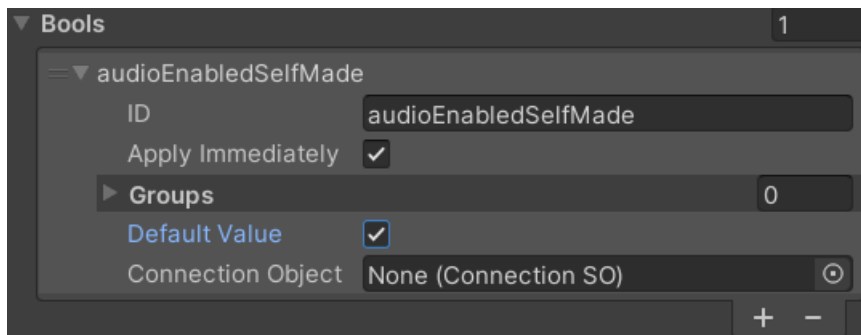 Bools 1
audioEnabledSelfMade
ID audioEnabledSelfMade
Apply Immediately
Groups 0
Default Value
Connection Object None (Connection SO)